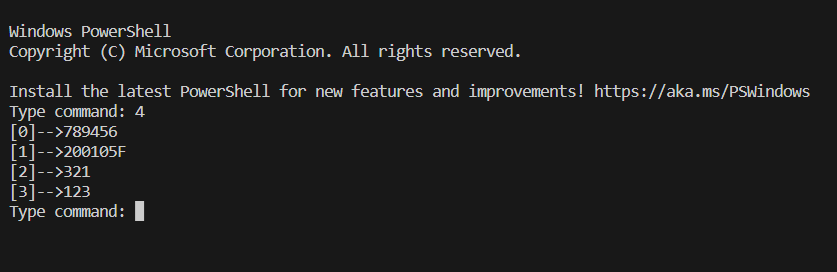 Windows PowerShell
Copyright (C) Microsoft Corporation. All rights reserved.
Install the latest PowerShell for new features and improvements! https://aka.ms/PSWindows
Type command: 4
[0]-->789456
[1]-->200105F
[2]-->321
[3]-->123
Type command: